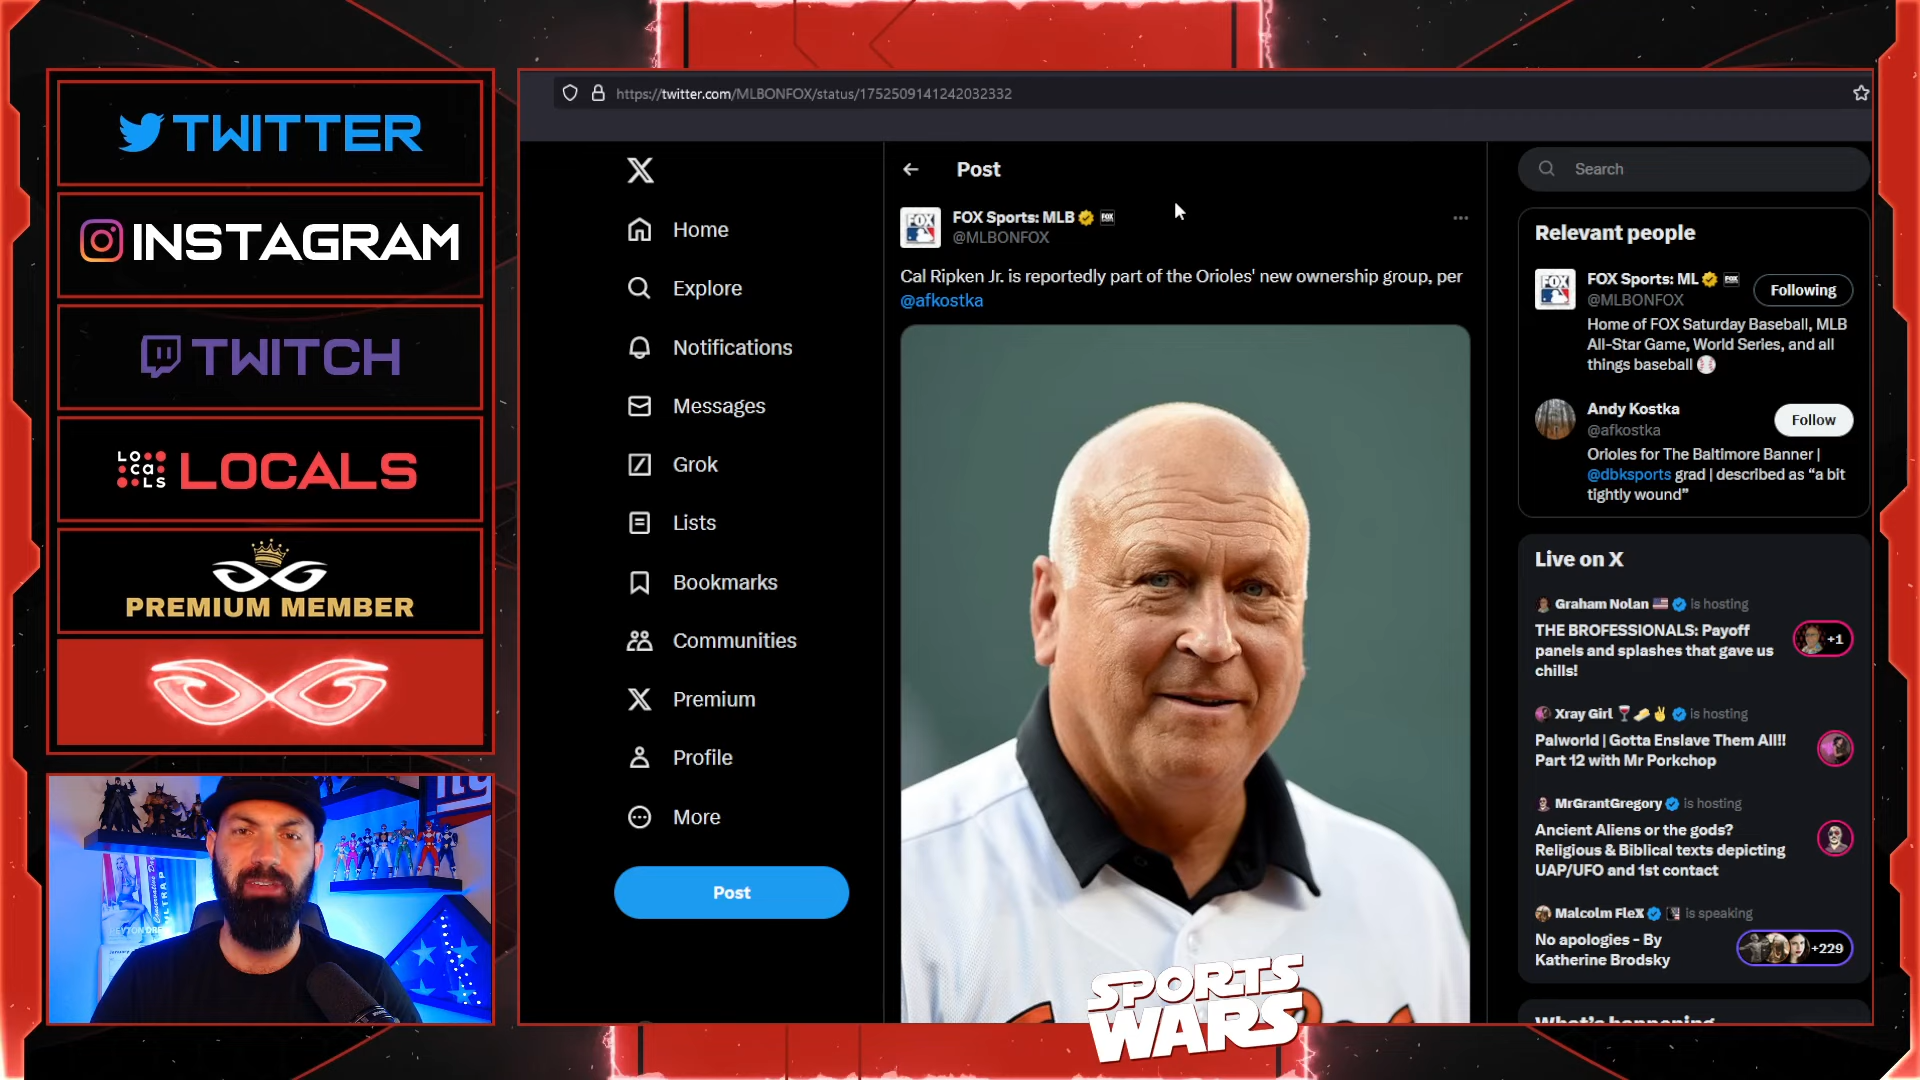 TWITTER
INSTAGRAM
TWITCH
LOCALS
LOCALS
PREMIUM MEMBER
https://twitter.com/MLBONFOX/status/1752509141242032332
Home
Explore
Notifications
Messages
Grok
Lists
Bookmarks
Communities
Premium
Profile
More
Post
Post
FOX Sports: MLB
@MLBONFOX
Cal Ripken Jr. is reportedly part of the Orioles' new ownership group, per
@afkostka
SPORTS
WARS
Search
Relevant people
FOX Sports: ML
@MLBONFOX
Following
Home of FOX Saturday Baseball, MLB
All-Star Game, World Series, and all
things baseball
Andy Kostka
@afkostka
Follow
Orioles for The Baltimore Banner |
@dbksports grad | described as “a bit
tightly wound”
Live on X
Graham Nolan is hosting
THE BROFESSIONALS: Payoff
panels and splashes that gave us
chills!
+1
Xray Girl is hosting
Palworld | Gotta Enslave Them All!!
Part 12 with Mr Porkchop
MrGrantGregory is hosting
Ancient Aliens or the gods?
Religious & Biblical texts depicting
UAP/UFO and 1st contact
Malcolm FleX is speaking
No apologies - By
Katherine Brodsky
+229
What's happening